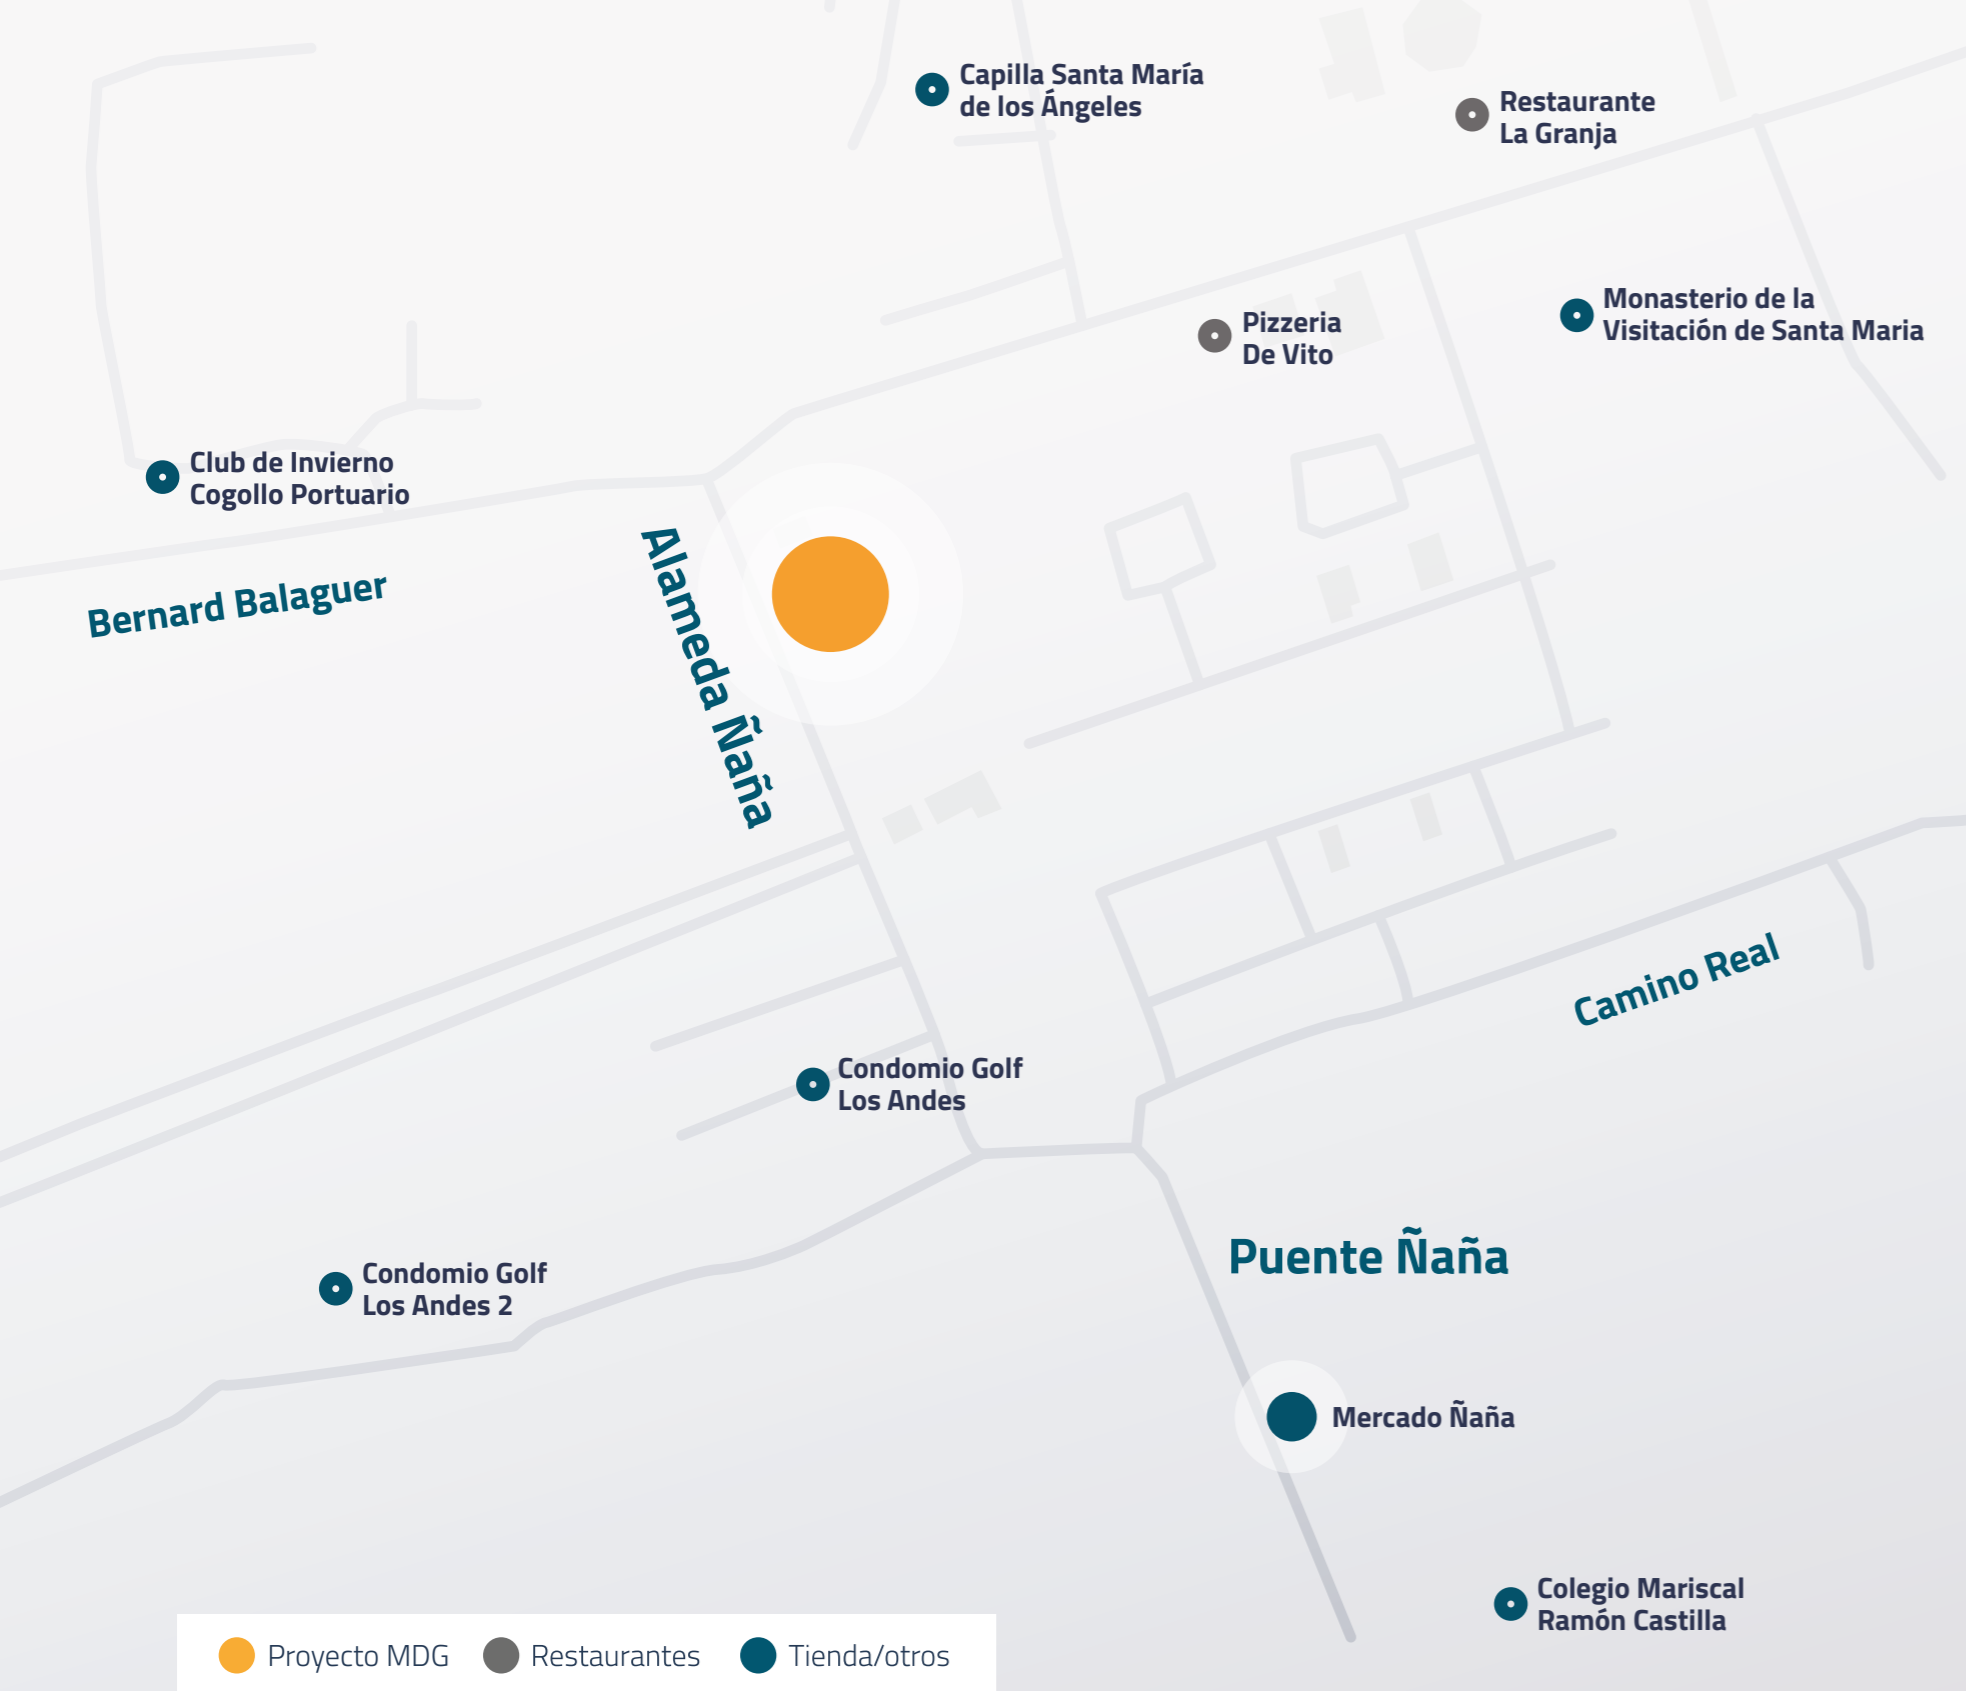 Capilla Santa María
de los Ángeles
Restaurante
La Granja
Monasterio de la
Visitación de Santa Maria
Pizzeria
De Vito
Club de Invierno
Cogollo Portuario
Bernard Balaguer
Alameda Ñaña
Camino Real
Condomio Golf
Los Andes
Puente Ñaña
Condomio Golf
Los Andes 2
Mercado Ñaña
Colegio Mariscal
Ramón Castilla
Proyecto MDG
Restaurantes
Tienda/otros